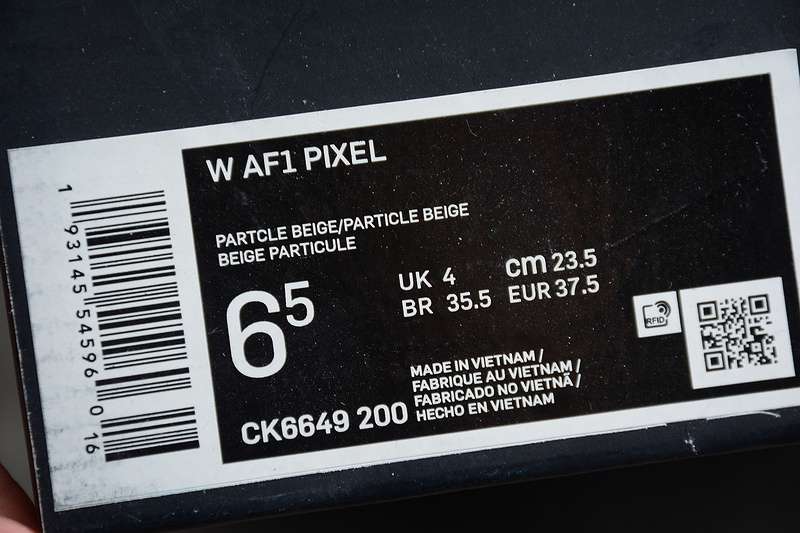 W AF1 PIXEL
PARTCLE BEIGE/PARTICLE BEIGE
BEIGE PARTICULE
6 5
UK 4 cm 23.5
BR 35.5 EUR 37.5
RFID
MADE IN VIETNAM /
FABRIQUE AU VIETNAM /
FABRICADO NO VIETNÃ /
HECHO EN VIETNAM
CK6649 200
1 93145 54596 0 16